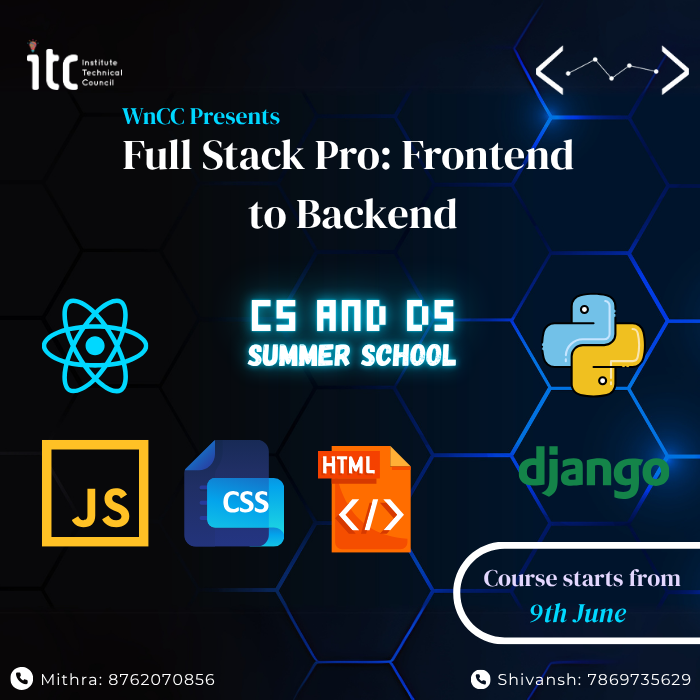 itc Institute
Technical
Council
WnCC Presents
Full Stack Pro: Frontend
to Backend
CS AND DS
SUMMER SCHOOL
JS
CSS
HTML
</>
django
Course starts from
9th June
Mithra: 8762070856
Shivansh: 7869735629